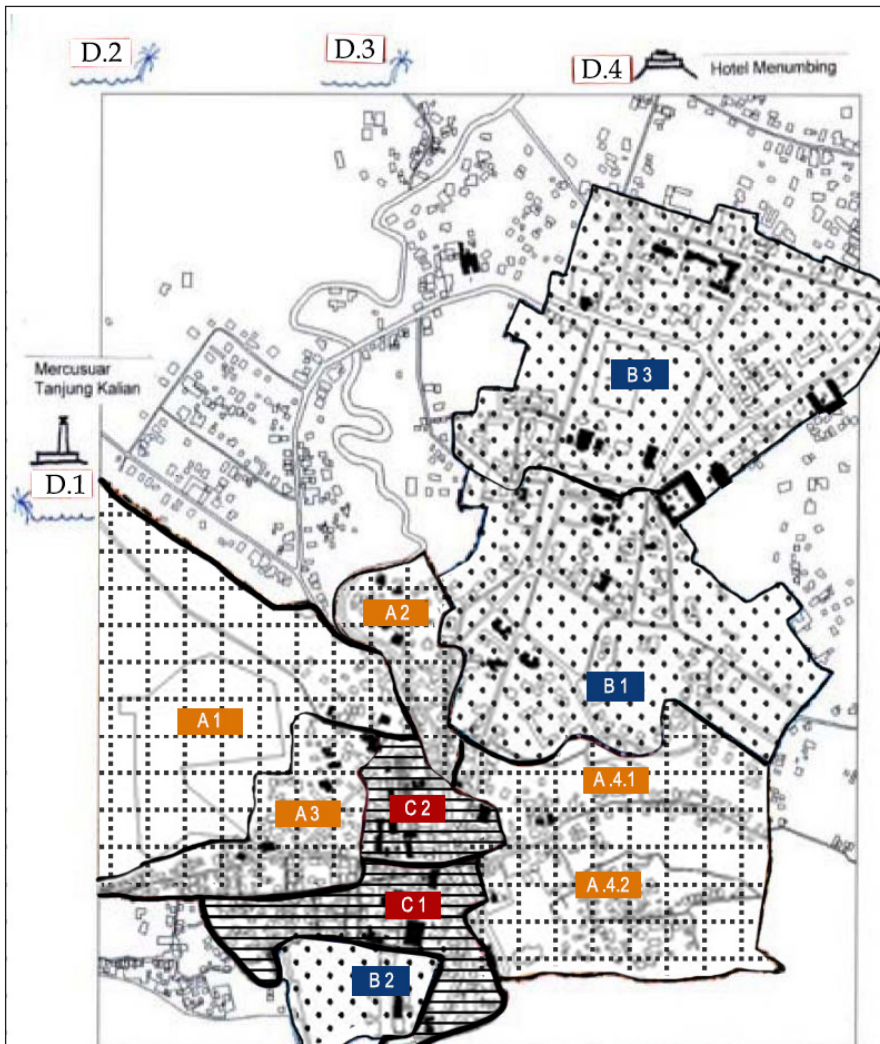 D.2
D.3
D.4
Hotel Menumbing
B 3
Mercusuar
Tanjung Kalian
D.1
A 2
B 1
A 1
A .4.1
A 3
C 2
A .4.2
C 1
B 2